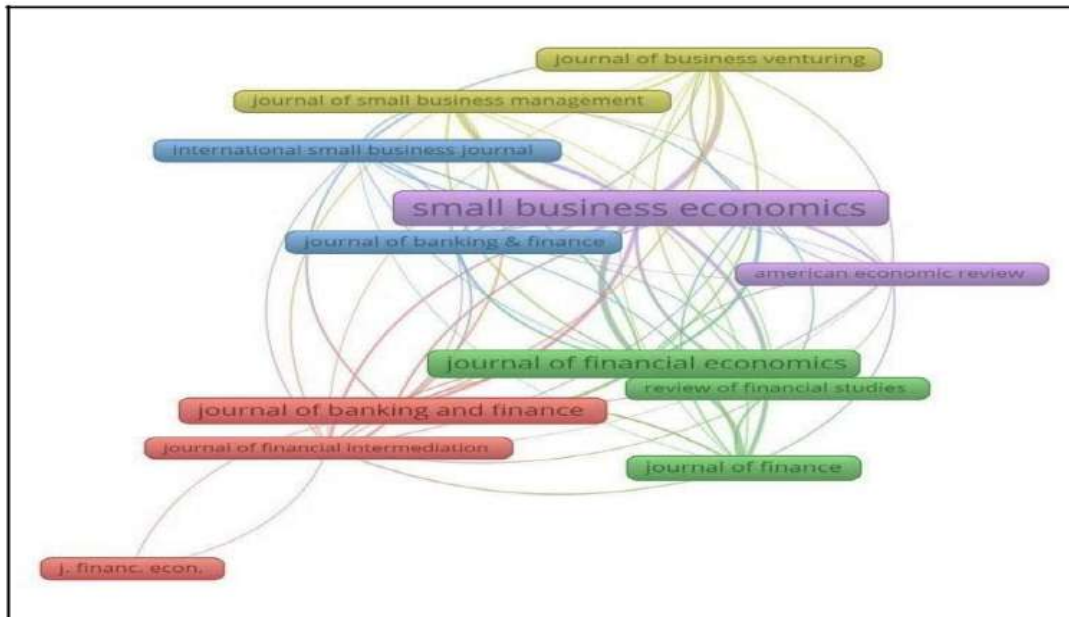 journal of business venturing
journal of small business management
international small business journal
small business economics
journal of banking & finance
american economic review
journal of financial economics
review of financial studies
journal of banking and finance
journal of financial intermediation
journal of finance
j. financ. econ.